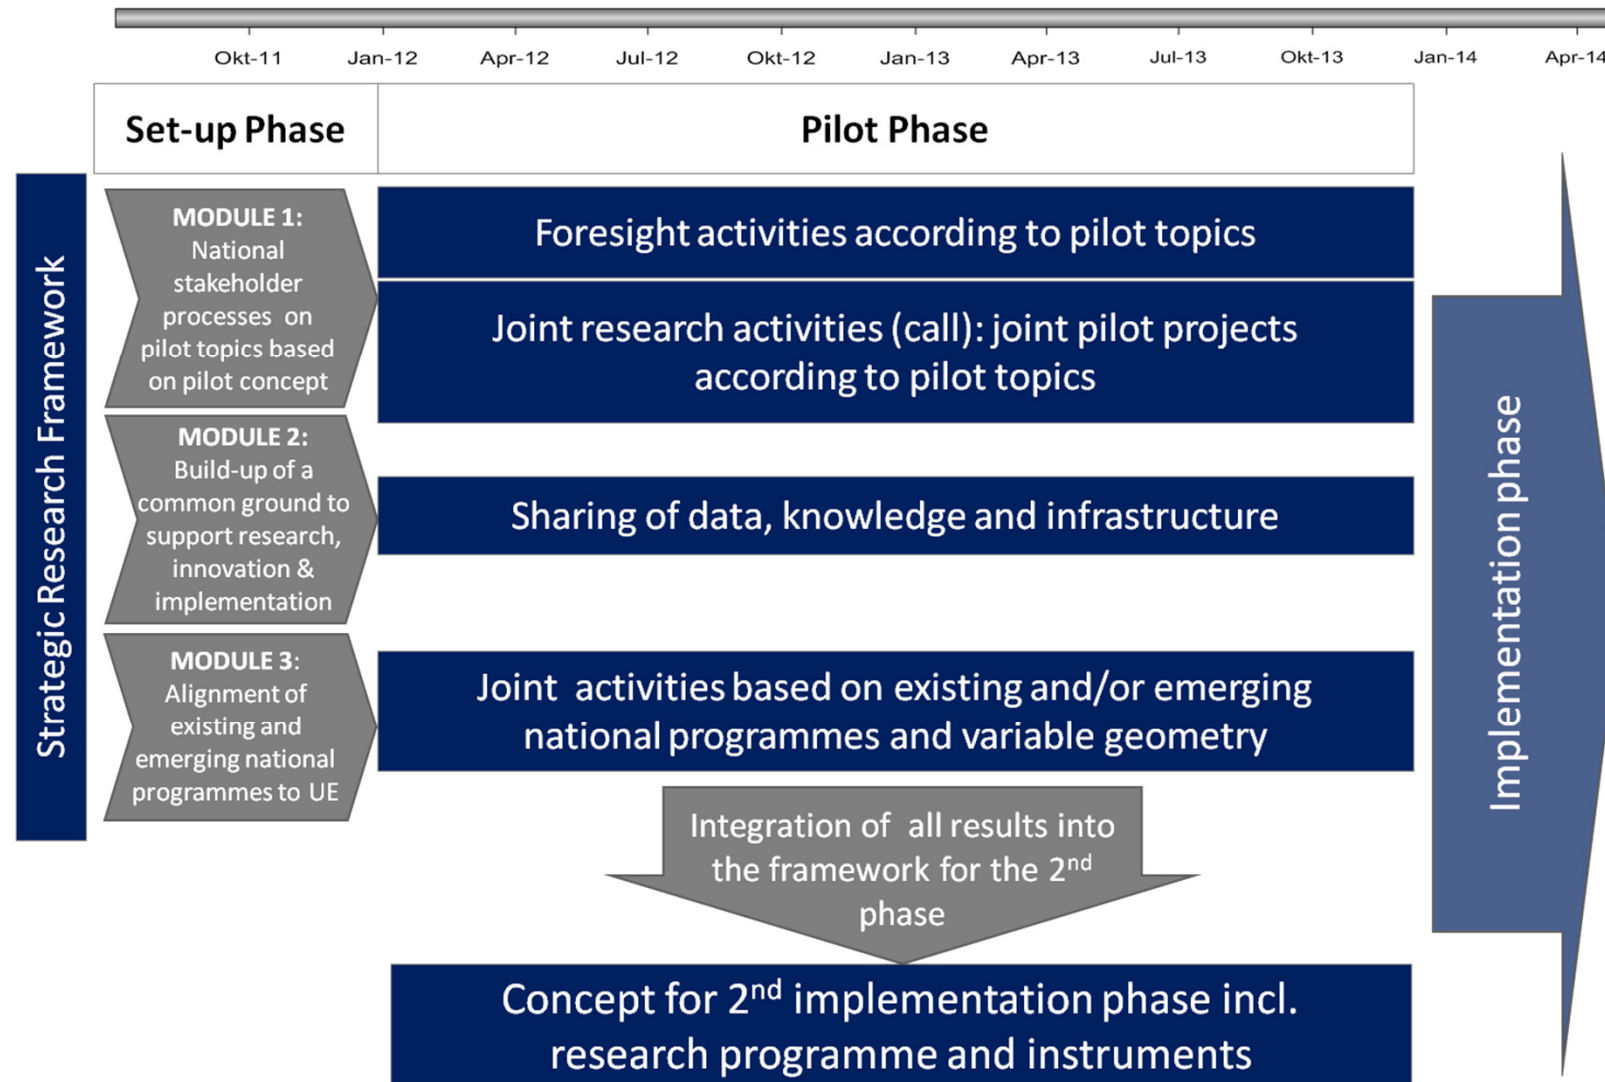 Okt-11 Jan-12 Apr-12 Jul-12 Okt-12 Jan-13 Apr-13 Jul-13 Okt-13 Jan-14 Apr-14
Set-up Phase
Pilot Phase
Strategic Research Framework
MODULE 1:
National
stakeholder
processes on
pilot topics based
on pilot concept
Foresight activities according to pilot topics
Joint research activities (call): joint pilot projects
according to pilot topics
MODULE 2:
Build-up of a
common ground to
support research,
innovation &
implementation
Sharing of data, knowledge and infrastructure
MODULE 3:
Alignment of
existing and
emerging national
programmes to UE
Joint activities based on existing and/or emerging
national programmes and variable geometry
Integration of all results into
the framework for the 2nd
phase
Concept for 2nd implementation phase incl.
research programme and instruments
Implementation phase